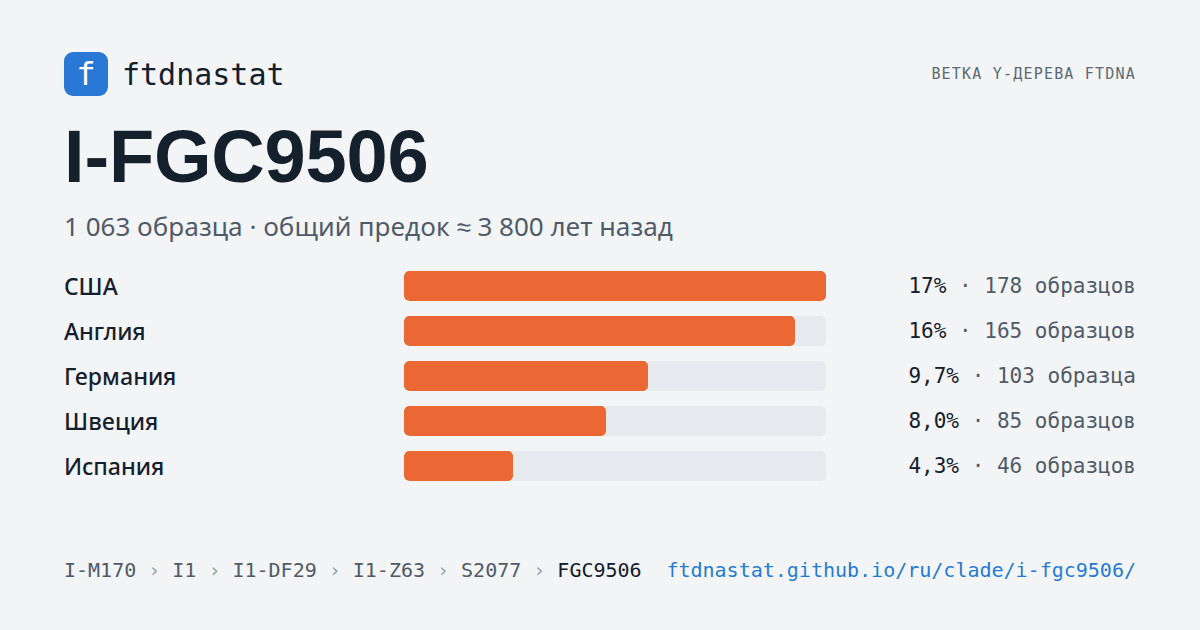 f ftdnastat
ВЕТКА Y-ДЕРЕВА FTDNA
I-FGC9506
1 063 образца · общий предок ≈ 3 800 лет назад
США 17% · 178 образцов
Англия 16% · 165 образцов
Германия 9,7% · 103 образца
Швеция 8,0% · 85 образцов
Испания 4,3% · 46 образцов
I-M170 › I1 › I1-DF29 › I1-Z63 › S2077 › FGC9506 ftdnastat.github.io/ru/clade/i-fgc9506/